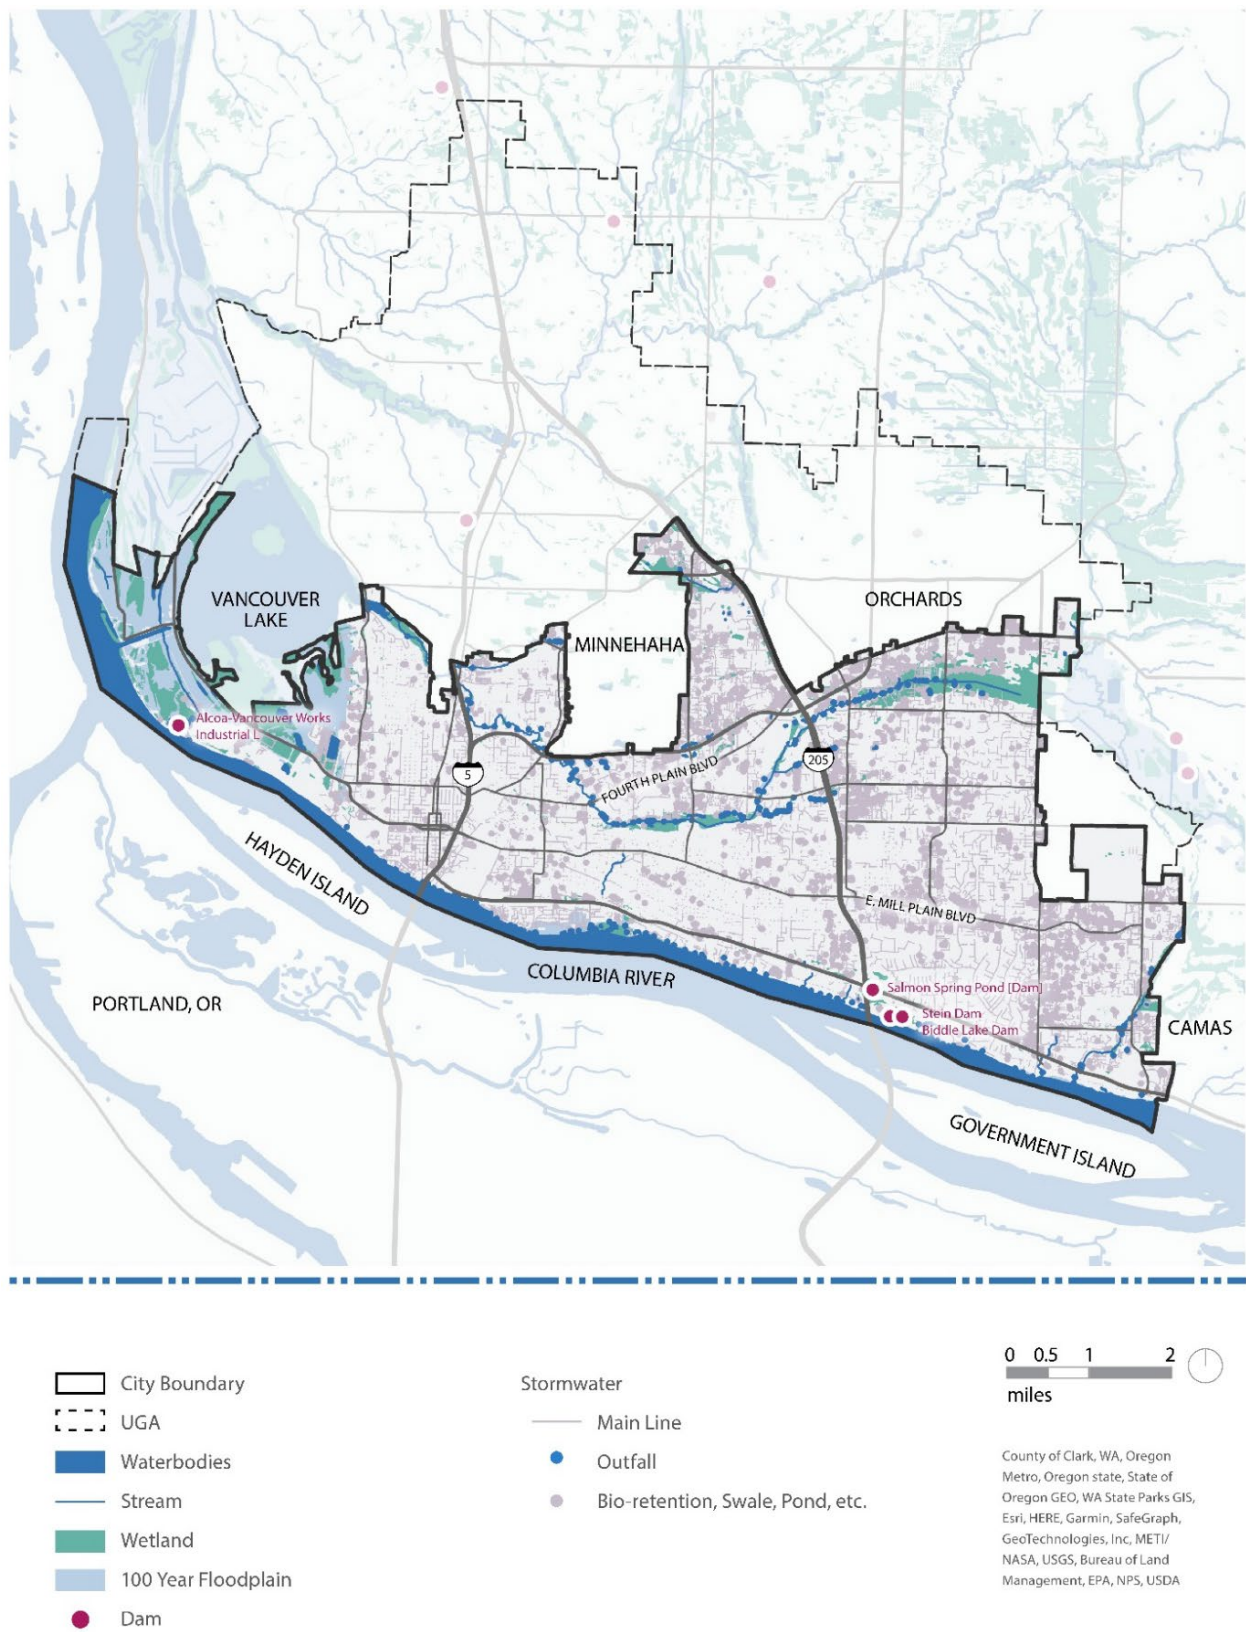 VANCOUVER
LAKE
MINNEHAHA
ORCHARDS
Alcoa-Vancouver Works
Industrial L
FOURTH PLAIN BLVD
205
5
HAYDEN ISLAND
E. MILL PLAIN BLVD
COLUMBIA RIVER
Salmon Spring Pond [Dam]
PORTLAND, OR
Stein Dam
Biddle Lake Dam
CAMAS
GOVERNMENT ISLAND
City Boundary
UGA
Waterbodies
Stream
Wetland
100 Year Floodplain
Dam
Stormwater
Main Line
Outfall
Bio-retention, Swale, Pond, etc.
0 0.5 1 2
miles
County of Clark, WA, Oregon
Metro, Oregon state, State of
Oregon GEO, WA State Parks GIS,
Esri, HERE, Garmin, SafeGraph,
GeoTechnologies, Inc, METI/
NASA, USGS, Bureau of Land
Management, EPA, NPS, USDA